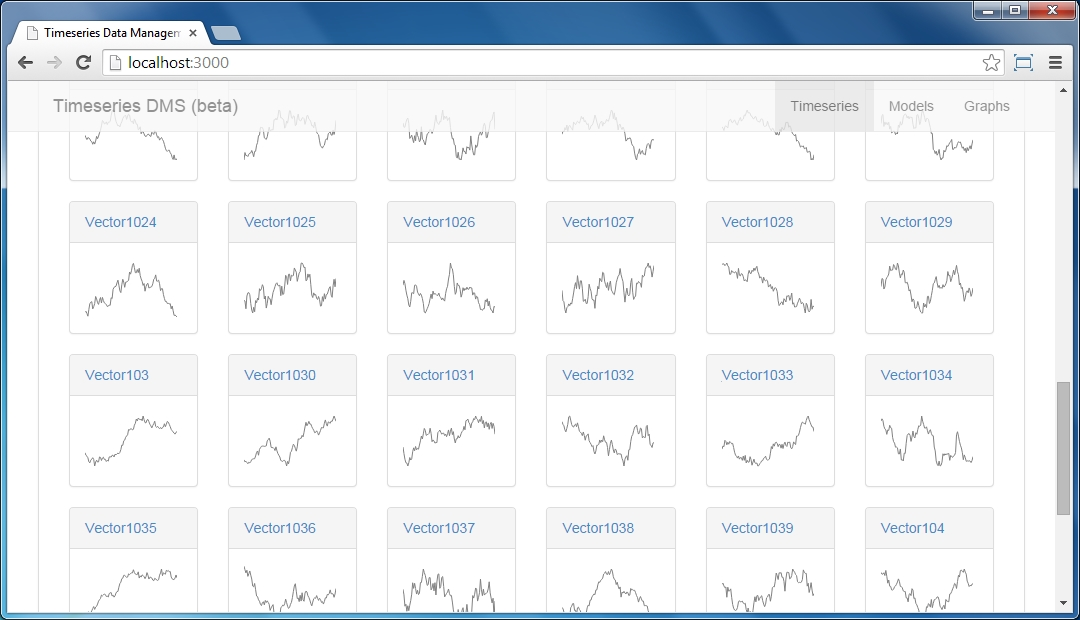 Timeseries Data Managem
localhost:3000
Timeseries DMS (beta) Timeseries Models Graphs
Vector1024 Vector1025 Vector1026 Vector1027 Vector1028 Vector1029
Vector103 Vector1030 Vector1031 Vector1032 Vector1033 Vector1034
Vector1035 Vector1036 Vector1037 Vector1038 Vector1039 Vector104